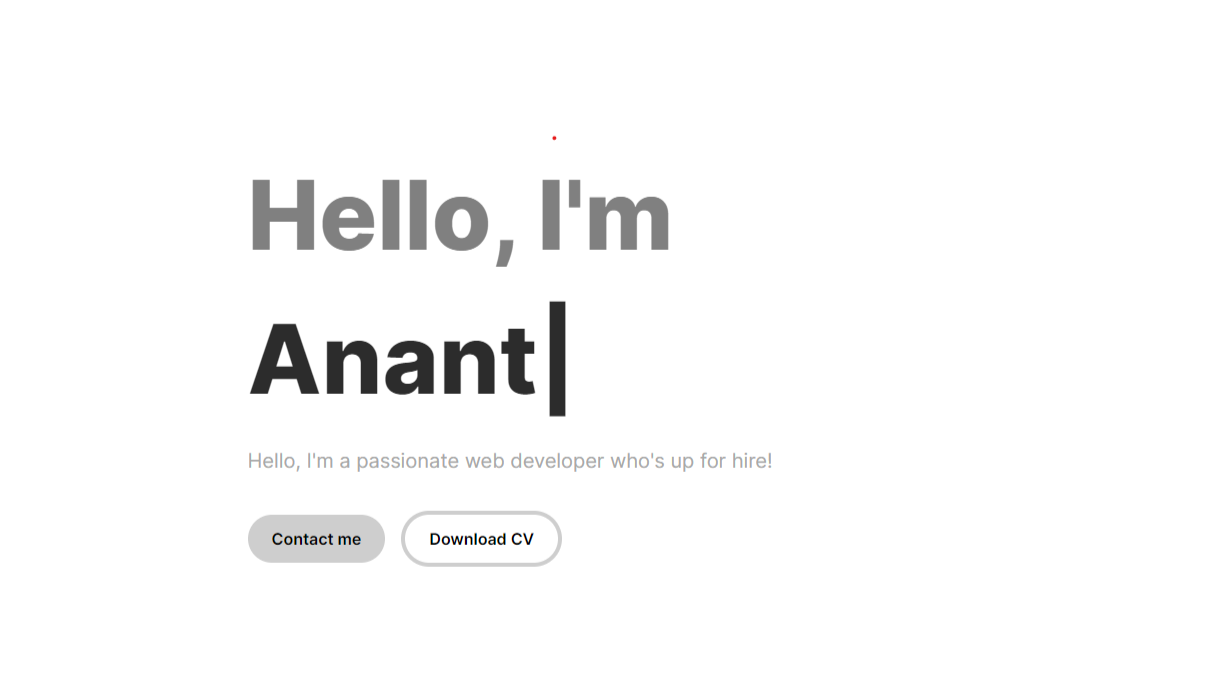 Hello, I'm
Anant
Hello, I'm a passionate web developer who's up for hire!
Contact me
Download CV